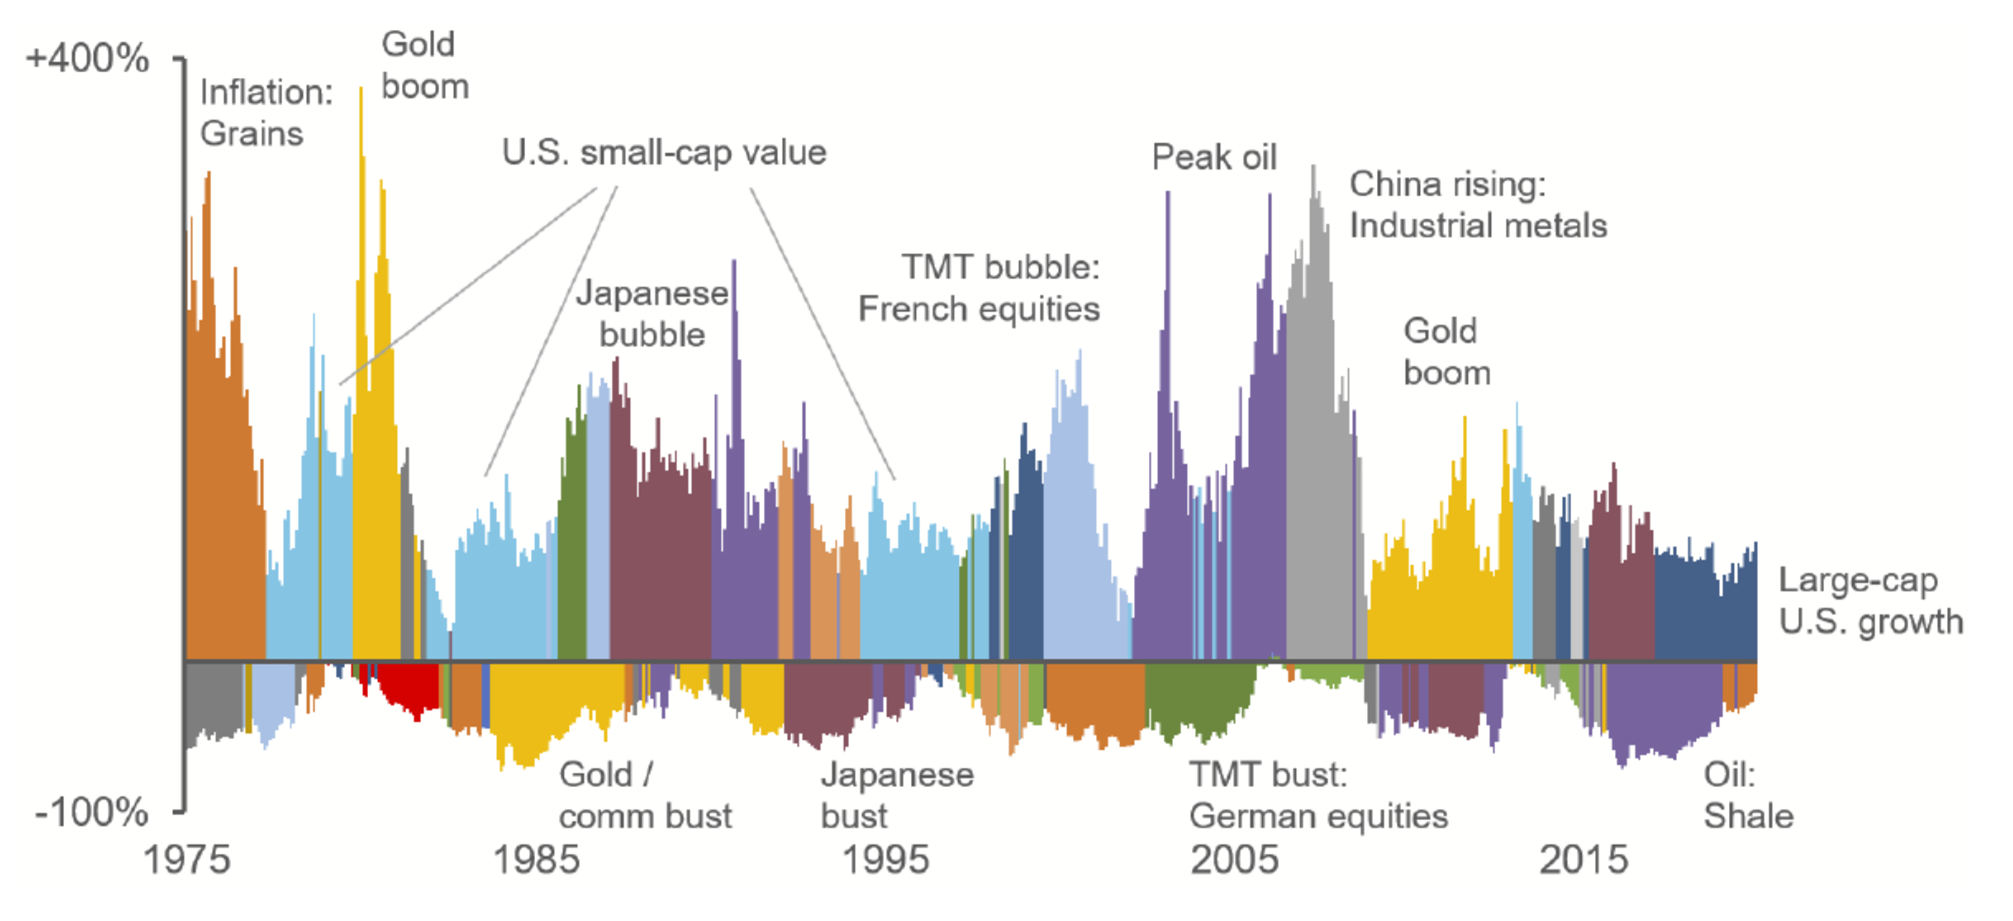 +400%
Gold
boom
Inflation:
Grains
U.S. small-cap value
Peak oil
China rising:
Industrial metals
TMT bubble:
French equities
Japanese
bubble
Gold
boom
Large-cap
U.S. growth
Gold /
comm bust
Japanese
bust
TMT bust:
German equities
Oil:
Shale
-100%
1975
1985
1995
2005
2015